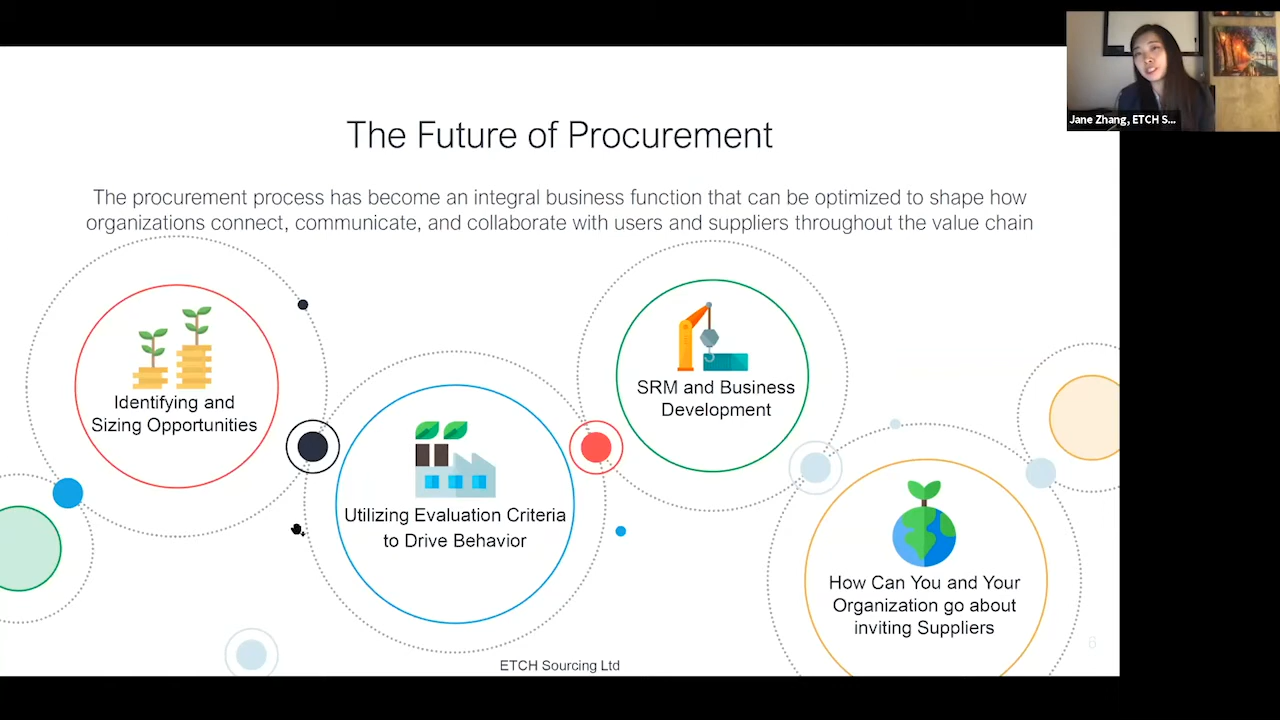 Jane Zhang, ETCH S...
The Future of Procurement
The procurement process has become an integral business function that can be optimized to shape how
organizations connect, communicate, and collaborate with users and suppliers throughout the value chain
Identifying and
Sizing Opportunities
Utilizing Evaluation Criteria
to Drive Behavior
SRM and Business
Development
How Can You and Your
Organization go about
inviting Suppliers
8
ETCH Sourcing Ltd